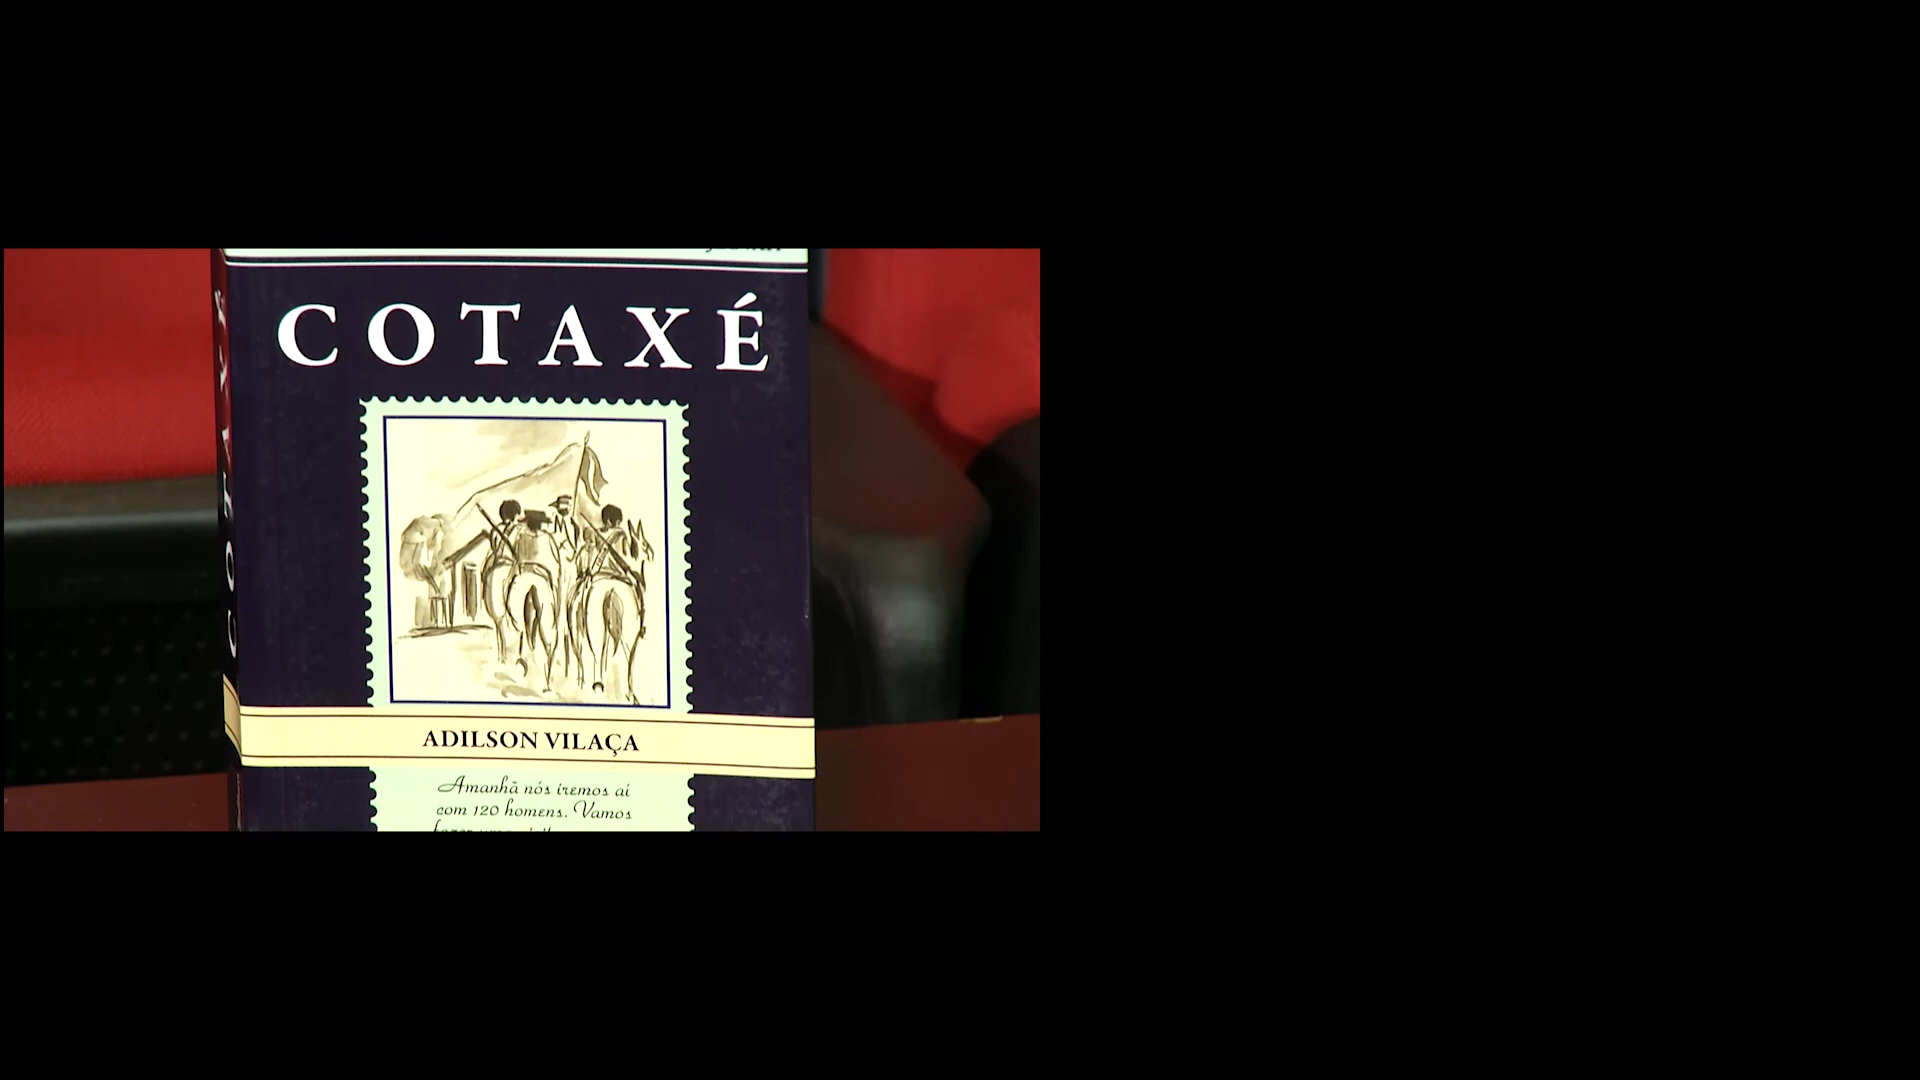 COTAXÉ
COTAXÉ
ADILSON VILAÇA
Amanhã nós iremos aí
com 120 homens. Vamos